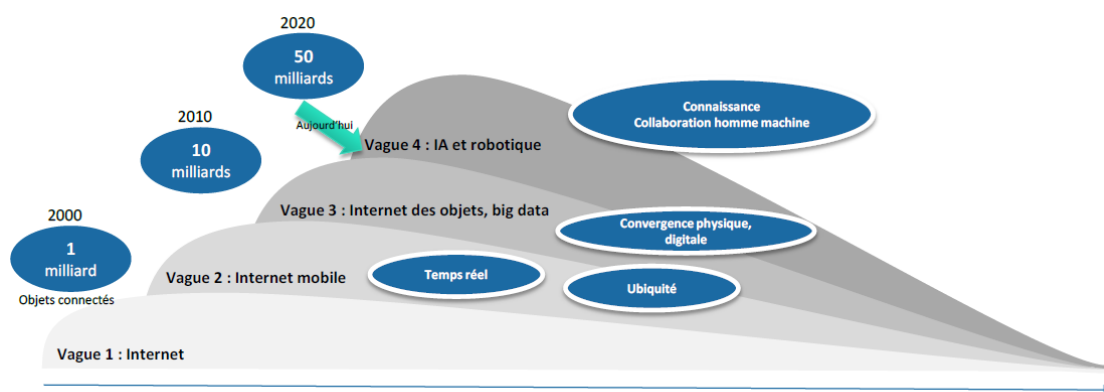 2020
50
milliards
Aujourd'hui
2010
10
milliards
2000
1
milliard
Objets connectés
Connaissance
Collaboration homme machine
Vague 4 : IA et robotique
Vague 3 : Internet des objets, big data
Convergence physique,
digitale
Vague 2 : Internet mobile
Temps réel
Ubiquité
Vague 1 : Internet